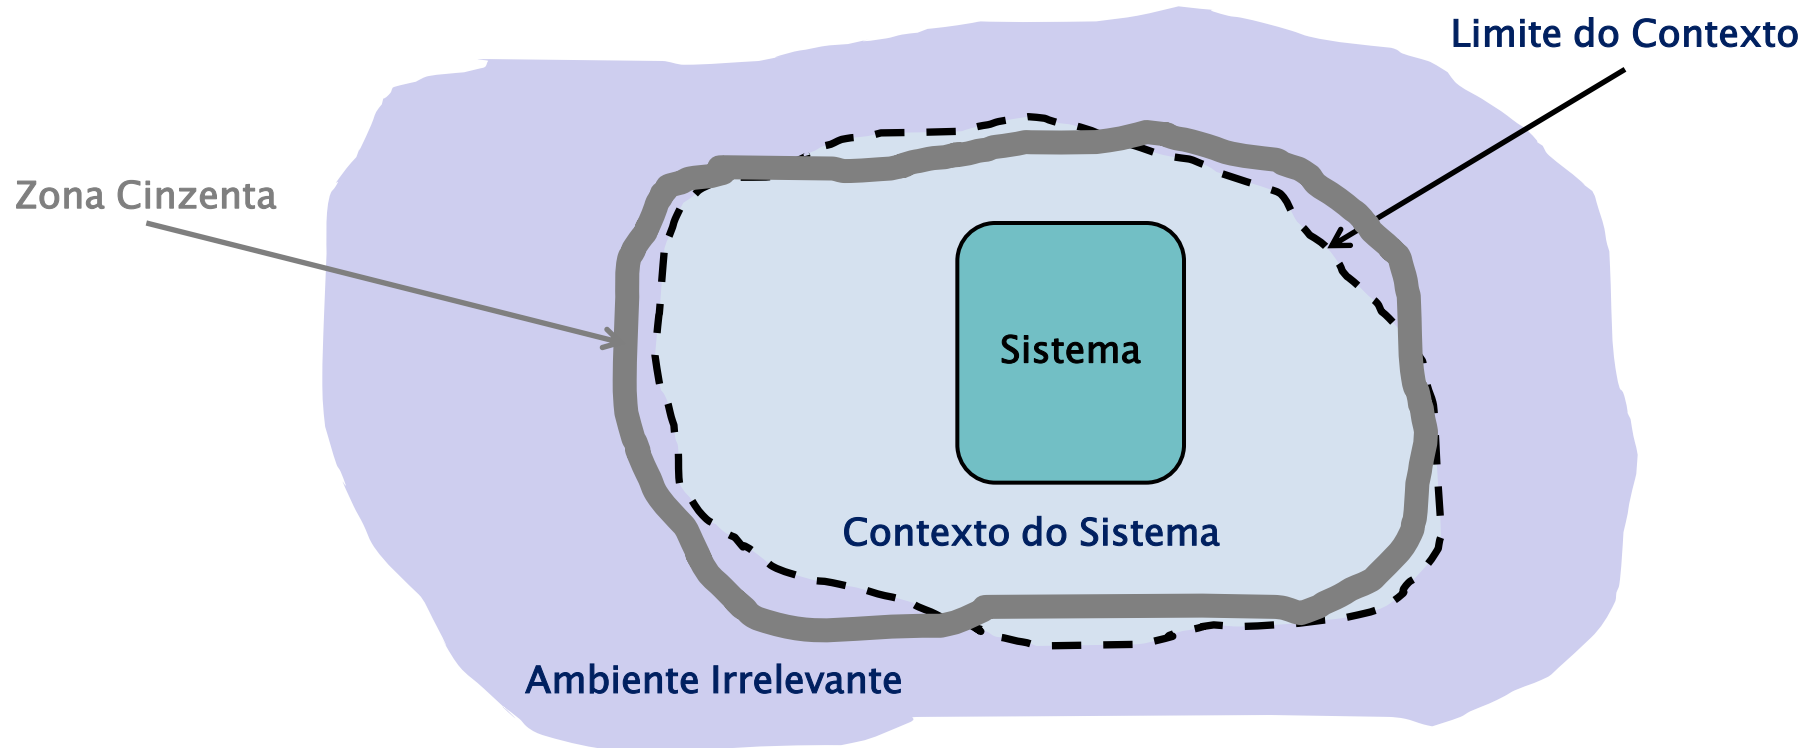 Limite do Contexto
Zona Cinzenta
Sistema
Contexto do Sistema
Ambiente Irrelevante